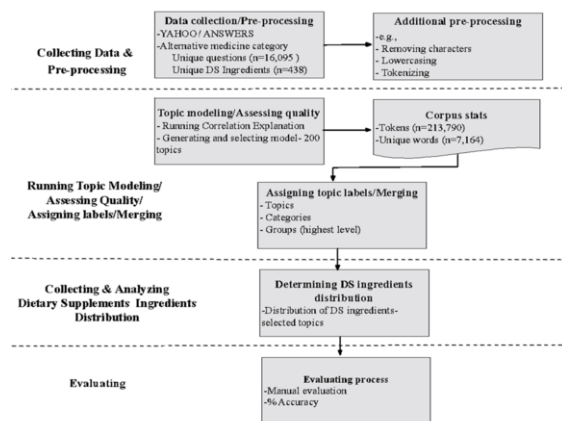 Data collection/Pre-processing
-YAHOO! ANSWERS
-Alternative medicine category
Unique questions (n=16,095 )
Unique DS Ingredients (n=438)
Additional pre-processing
-e.g.,
- Removing characters
- Lowercasing
- Tokenizing
Collecting Data &
Pre-processing
Topic modeling/Assessing quality
- Running Correlation Explanation
- Generating and selecting model- 200
topics
Corpus stats
- Tokens (n=213,790)
-Unique words (n=7,164)
Running Topic Modeling/
Assessing Quality/
Assigning labels/Merging
Assigning topic labels/Merging
- Topics
- Categories
- Groups (highest level)
Collecting & Analyzing
Dietary Supplements Ingredients
Distribution
Determining DS ingredients
distribution
-Distribution of DS ingredients-
selected topics
Evaluating
Evaluating process
-Manual evaluation
-%Accuracy